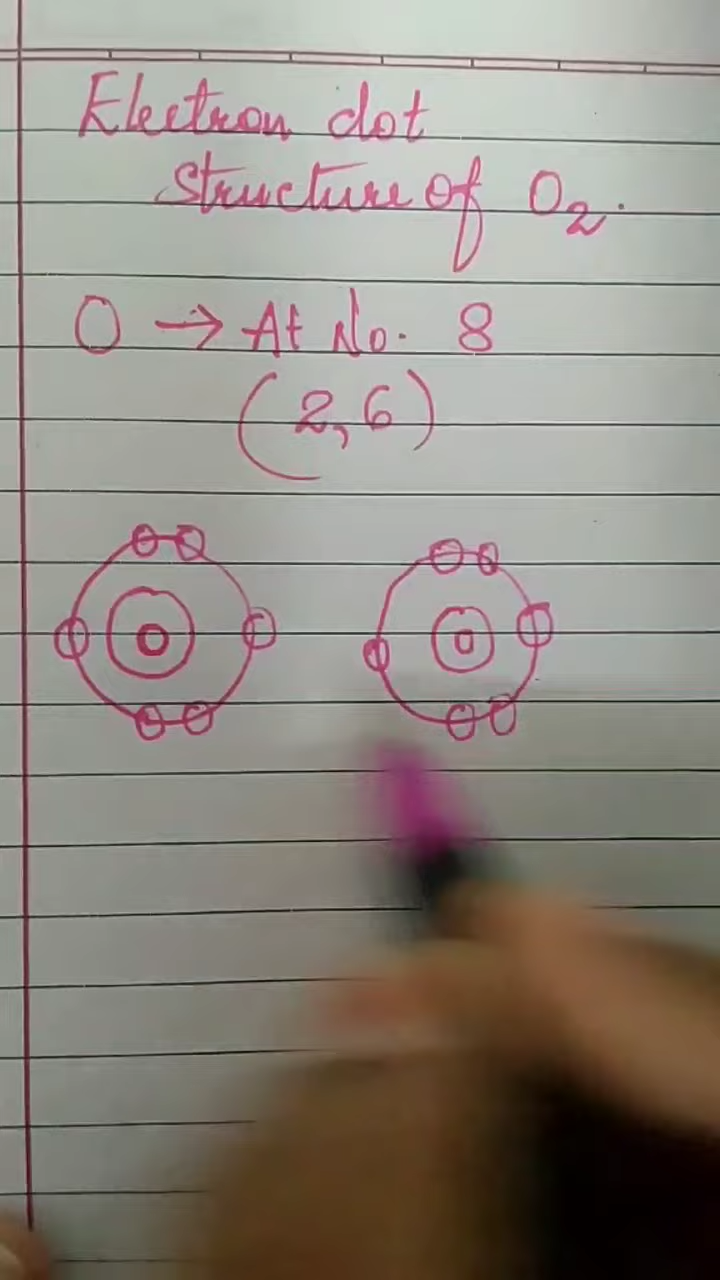 Electron dot
Structure of O2.
O → At No. 8
(2,6)